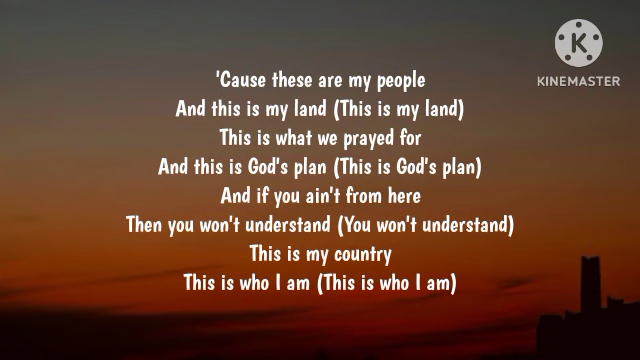 KINEMASTER
'Cause these are my people
And this is my land (This is my land)
This is what we prayed for
And this is God's plan (This is God's plan)
And if you ain't from here
Then you won't understand (You won't understand)
This is my country
This is who I am (This is who I am)